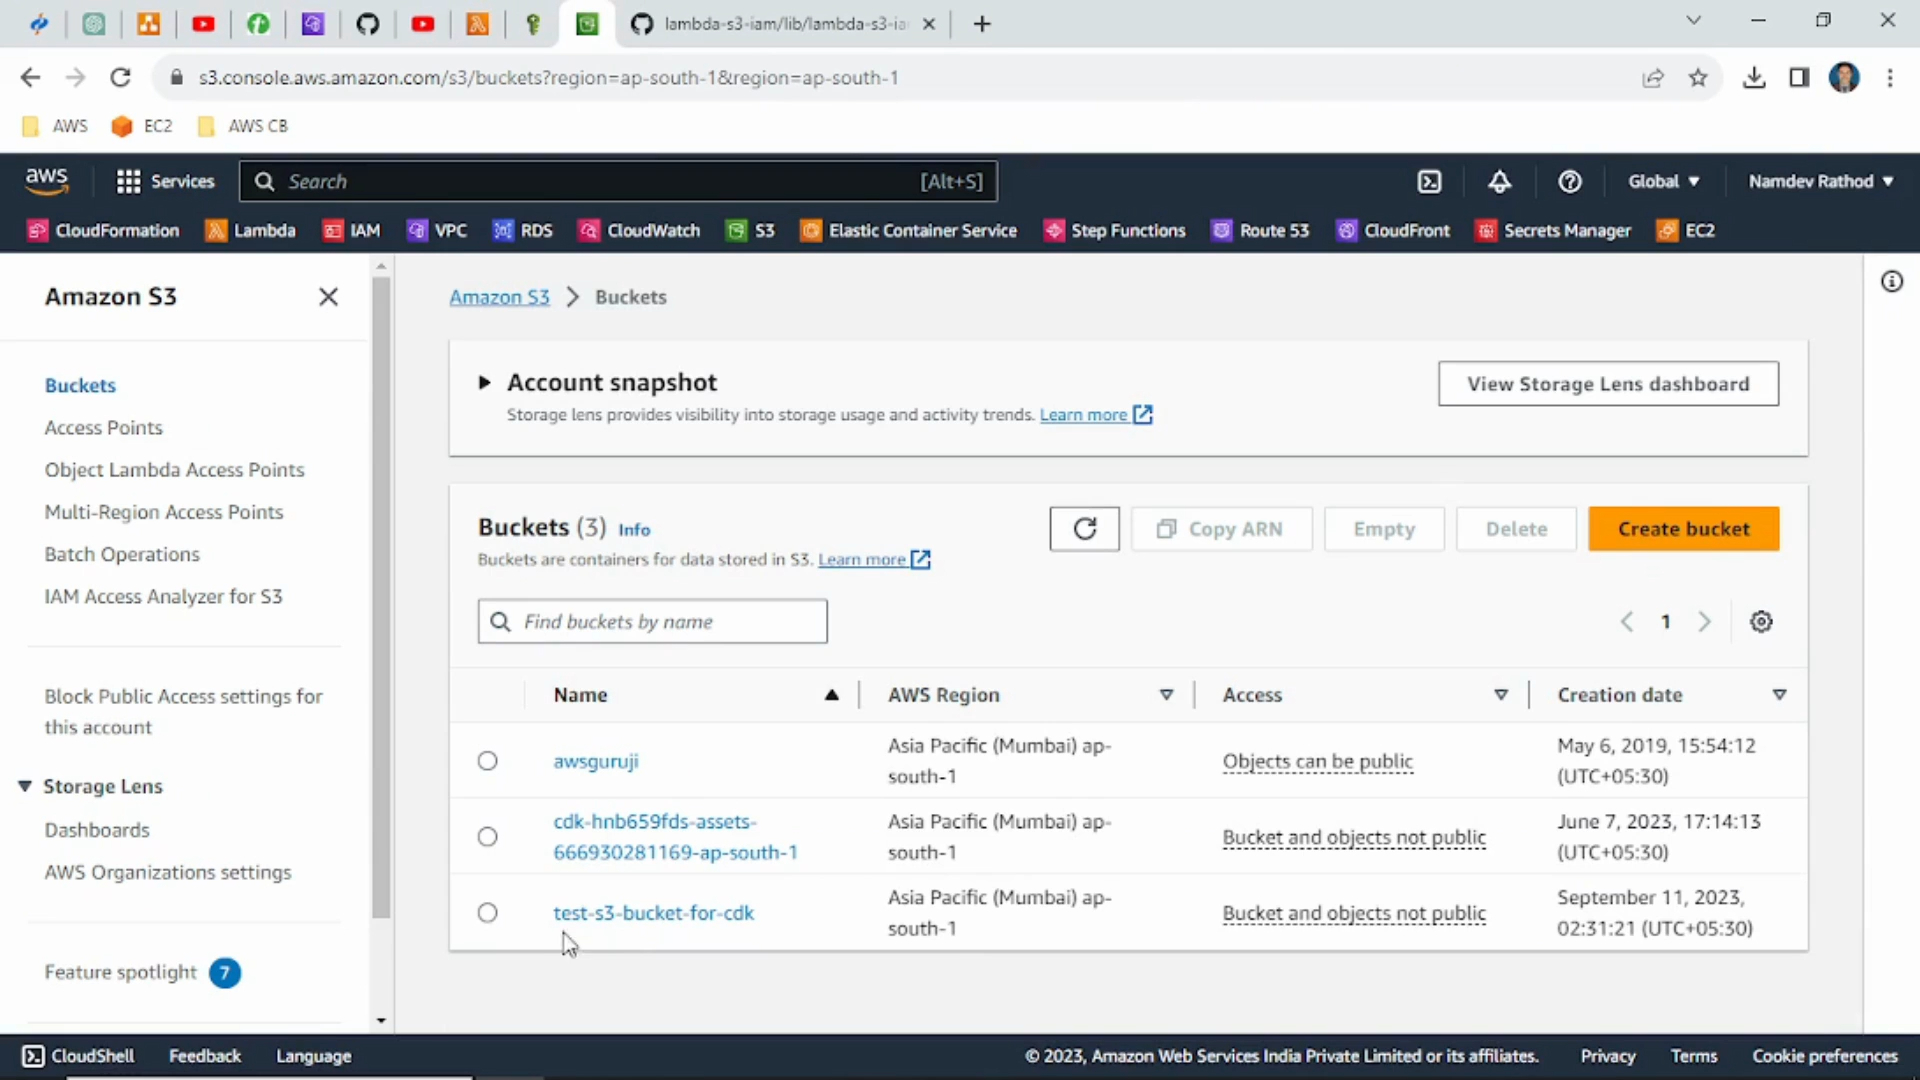 lambda-s3-iam/lib/lambda-s3-ia
s3.console.aws.amazon.com/s3/buckets?region=ap-south-1&region=ap-south-1
AWS EC2 AWS CB
aws Services Search [Alt+S] Global Namdev Rathod
CloudFormation Lambda IAM VPC RDS CloudWatch S3 Elastic Container Service Step Functions Route 53 CloudFront Secrets Manager EC2
Amazon S3
Buckets
Access Points
Object Lambda Access Points
Multi-Region Access Points
Batch Operations
IAM Access Analyzer for S3
Block Public Access settings for
this account
Storage Lens
Dashboards
AWS Organizations settings
Feature spotlight 7
Amazon S3 Buckets
Account snapshot
Storage lens provides visibility into storage usage and activity trends. Learn more
View Storage Lens dashboard
Buckets (3) Info
Buckets are containers for data stored in S3. Learn more
Copy ARN Empty Delete Create bucket
Find buckets by name
1
Name AWS Region Access Creation date
awsguruji
Asia Pacific (Mumbai) ap-
south-1
Objects can be public
May 6, 2019, 15:54:12
(UTC+05:30)
cdk-hnb659fds-assets-
666930281169-ap-south-1
Asia Pacific (Mumbai) ap-
south-1
Bucket and objects not public
June 7, 2023, 17:14:13
(UTC+05:30)
test-s3-bucket-for-cdk
Asia Pacific (Mumbai) ap-
south-1
Bucket and objects not public
September 11, 2023,
02:31:21 (UTC+05:30)
CloudShell Feedback Language © 2023, Amazon Web Services India Private Limited or its affiliates. Privacy Terms Cookie preferences